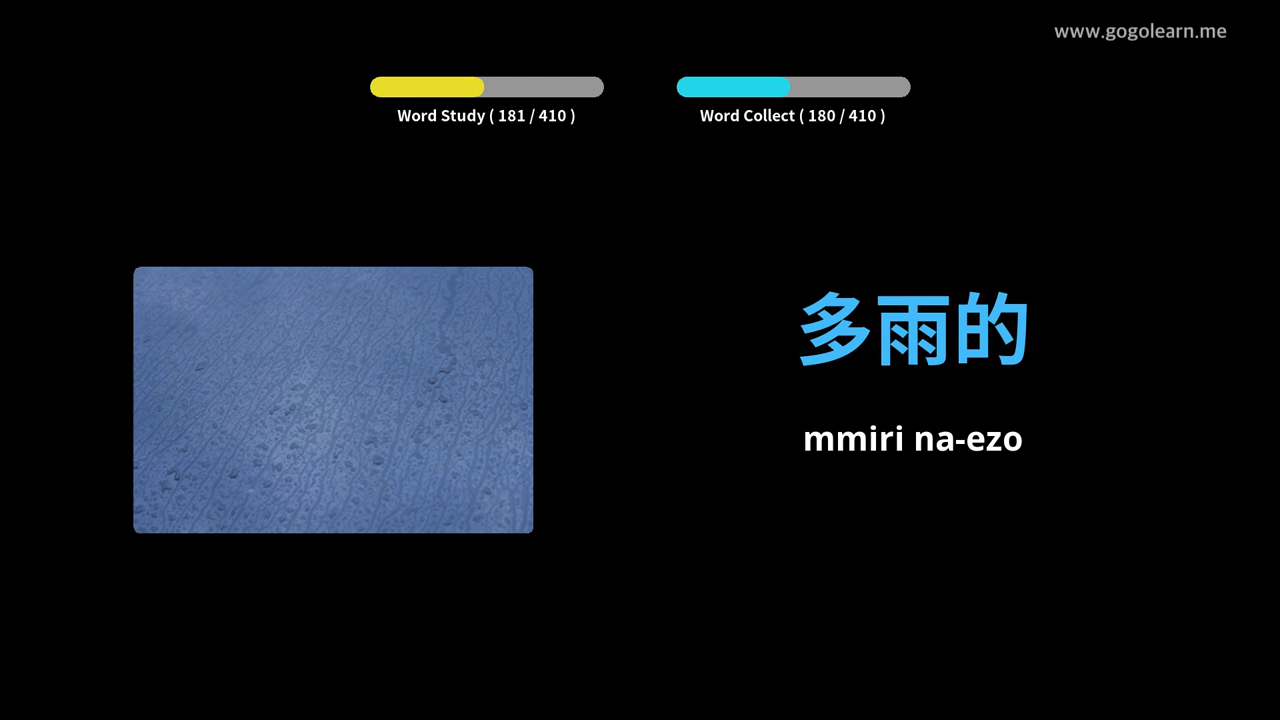 www.gogolearn.me
Word Study ( 181 / 410 )
Word Collect ( 180 / 410 )
多雨的
mmiri na-ezo